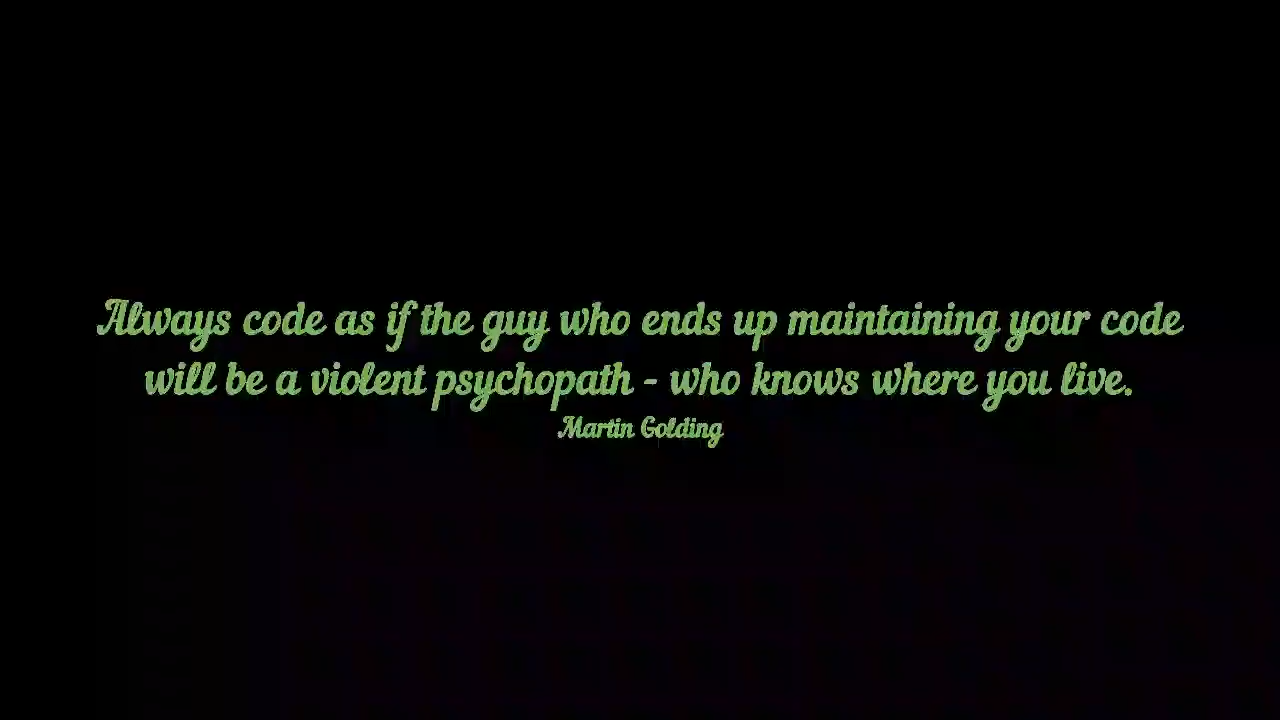 Always code as if the guy who ends up maintaining your code
will be a violent psychopath - who knows where you live.
Martin Golding